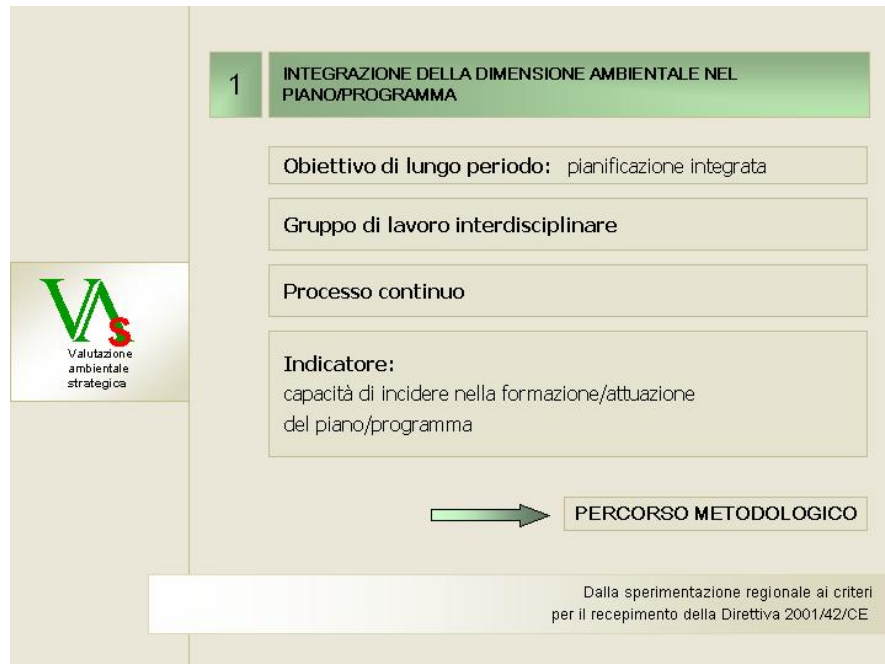 1
INTEGRAZIONE DELLA DIMENSIONE AMBIENTALE NEL
PIANO/PROGRAMMA
Obiettivo di lungo periodo: pianificazione integrata
Gruppo di lavoro interdisciplinare
Processo continuo
VAS
Valutazione
ambientale
strategica
Indicatore:
capacità di incidere nella formazione/attuazione
del piano/programma
PERCORSO METODOLOGICO
Dalla sperimentazione regionale ai criteri
per il recepimento della Direttiva 2001/42/CE